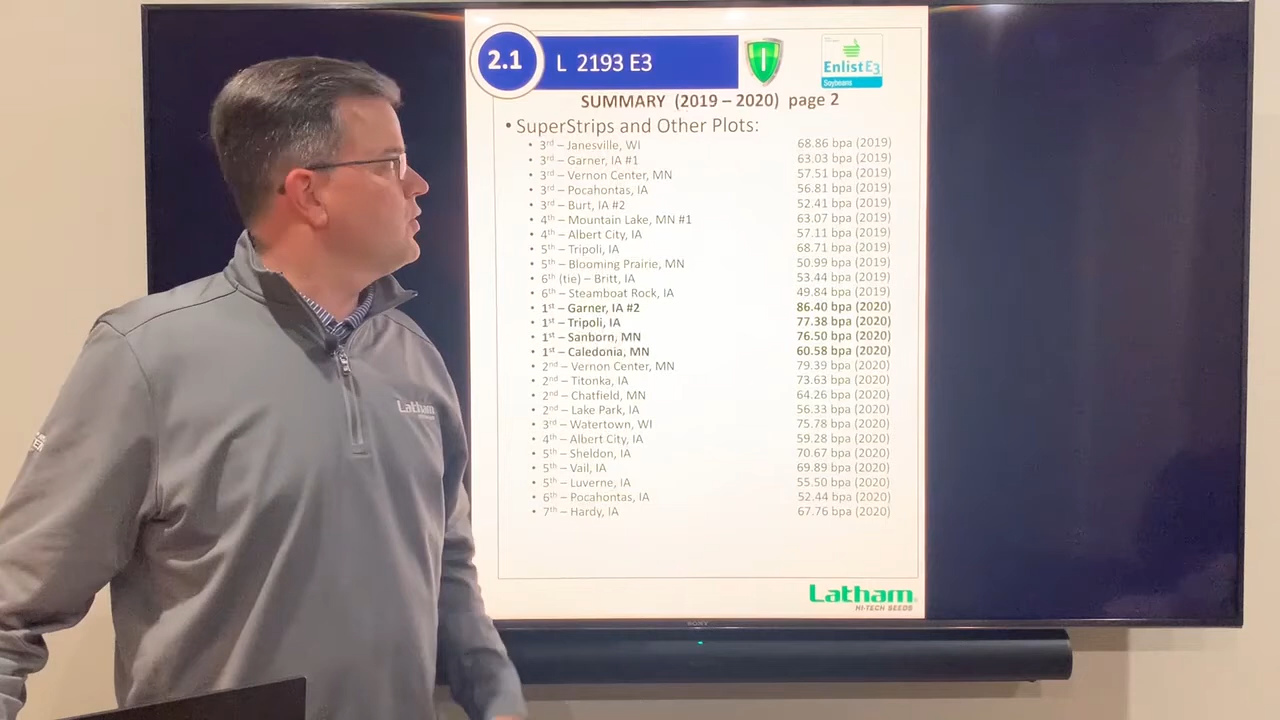 2.1
L 2193 E3
I
Enlist E3
Soybeans
SUMMARY (2019 – 2020) page 2
• SuperStrips and Other Plots:
• 3rd – Janesville, WI 68.86 bpa (2019)
• 3rd – Garner, IA #1 63.03 bpa (2019)
• 3rd – Vernon Center, MN 57.51 bpa (2019)
• 3rd – Pocahontas, IA 56.81 bpa (2019)
• 3rd – Burt, IA #2 52.41 bpa (2019)
• 4th – Mountain Lake, MN #1 63.07 bpa (2019)
• 4th – Albert City, IA 57.11 bpa (2019)
• 5th – Tripoli, IA 68.71 bpa (2019)
• 5th – Blooming Prairie, MN 50.99 bpa (2019)
• 6th (tie) – Britt, IA 53.44 bpa (2019)
• 6th – Steamboat Rock, IA 49.84 bpa (2019)
• 1st – Garner, IA #2 86.40 bpa (2020)
• 1st – Tripoli, IA 77.38 bpa (2020)
• 1st – Sanborn, MN 76.50 bpa (2020)
• 1st – Caledonia, MN 60.58 bpa (2020)
• 2nd – Vernon Center, MN 79.39 bpa (2020)
• 2nd – Titonka, IA 73.63 bpa (2020)
• 2nd – Chatfield, MN 64.26 bpa (2020)
• 2nd – Lake Park, IA 56.33 bpa (2020)
• 3rd – Watertown, WI 75.78 bpa (2020)
• 4th – Albert City, IA 59.28 bpa (2020)
• 5th – Sheldon, IA 70.67 bpa (2020)
• 5th – Vail, IA 69.89 bpa (2020)
• 5th – Luverne, IA 55.50 bpa (2020)
• 6th – Pocahontas, IA 52.44 bpa (2020)
• 7th – Hardy, IA 67.76 bpa (2020)
Latham
HI-TECH SEEDS
SONY
Latham